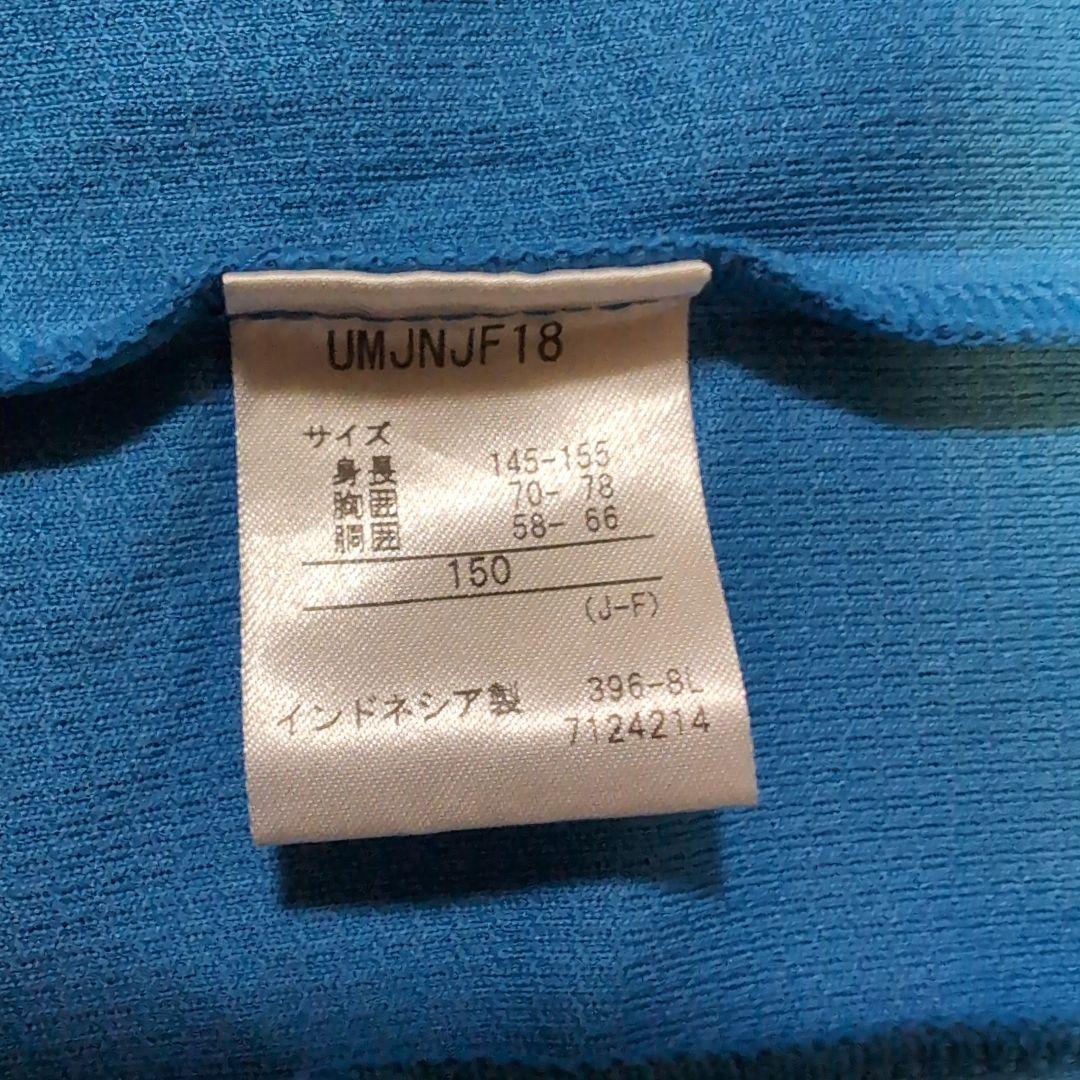 UMJNJF18
サイズ
身長 145-155
胸囲 70- 78
胴囲 58- 66
150
(J-F)
インドネシア製 396-8L
7124214